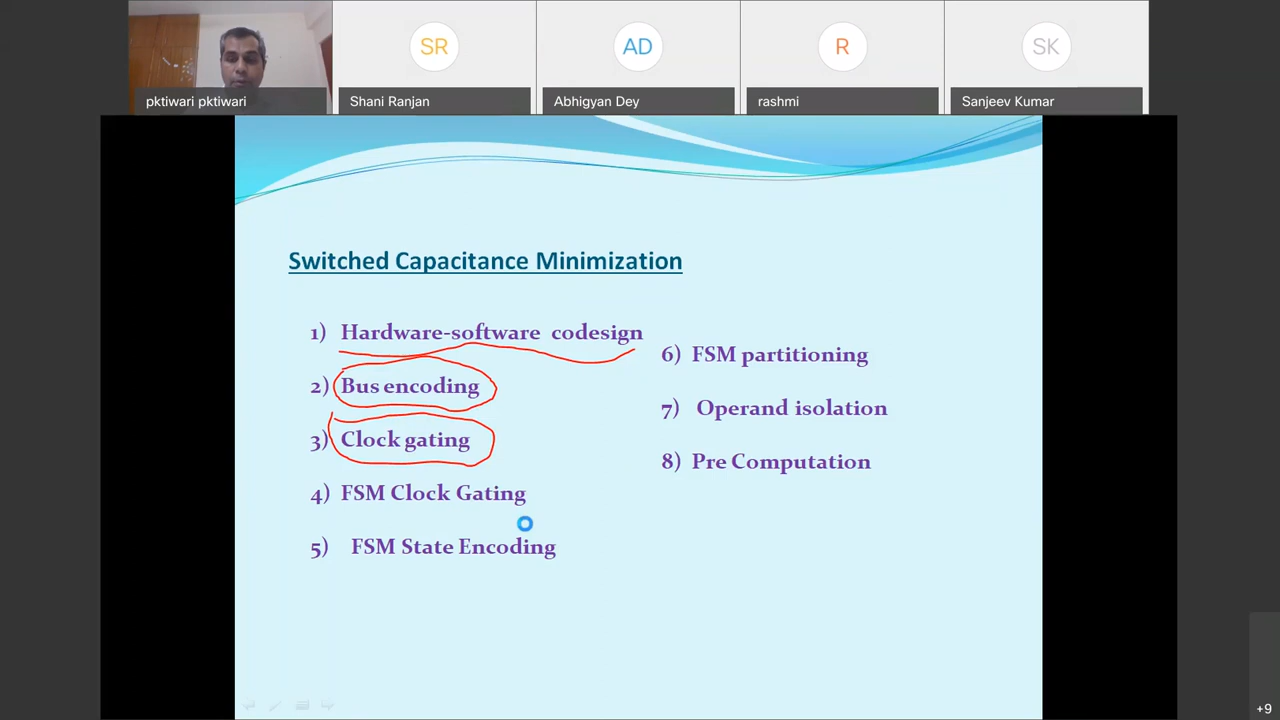 SR
AD
R
SK
pktiwari pktiwari
Shani Ranjan
Abhigyan Dey
rashmi
Sanjeev Kumar
Switched Capacitance Minimization
1) Hardware-software codesign
2) Bus encoding
3) Clock gating
4) FSM Clock Gating
5) FSM State Encoding
6) FSM partitioning
7) Operand isolation
8) Pre Computation
+9